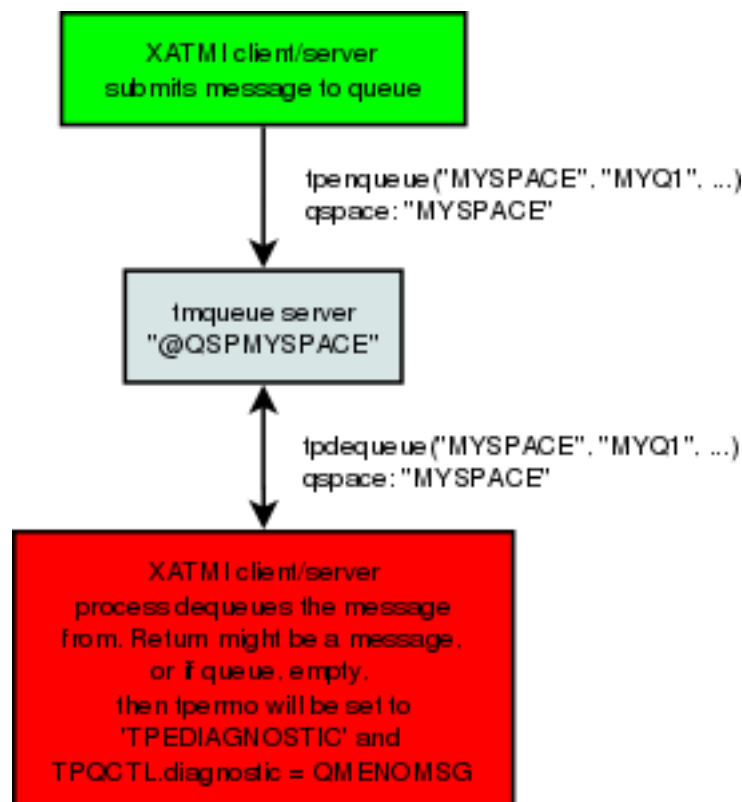 XATMI client/server
submits message to queue
tpenqueue("MYSPACE", "MYQ1", ...)
qspace: "MYSPACE"
tmqueue server
"@QSPMYSPACE"
tpdequeue("MYSPACE", "MYQ1", ...)
qspace: "MYSPACE"
XATMI client/server
process dequeues the message
from. Return might be a message,
or if queue, empty,
then tperrno will be set to
'TPEDIAGNOSTIC' and
TPQCTL.diagnostic = QMENOMSG